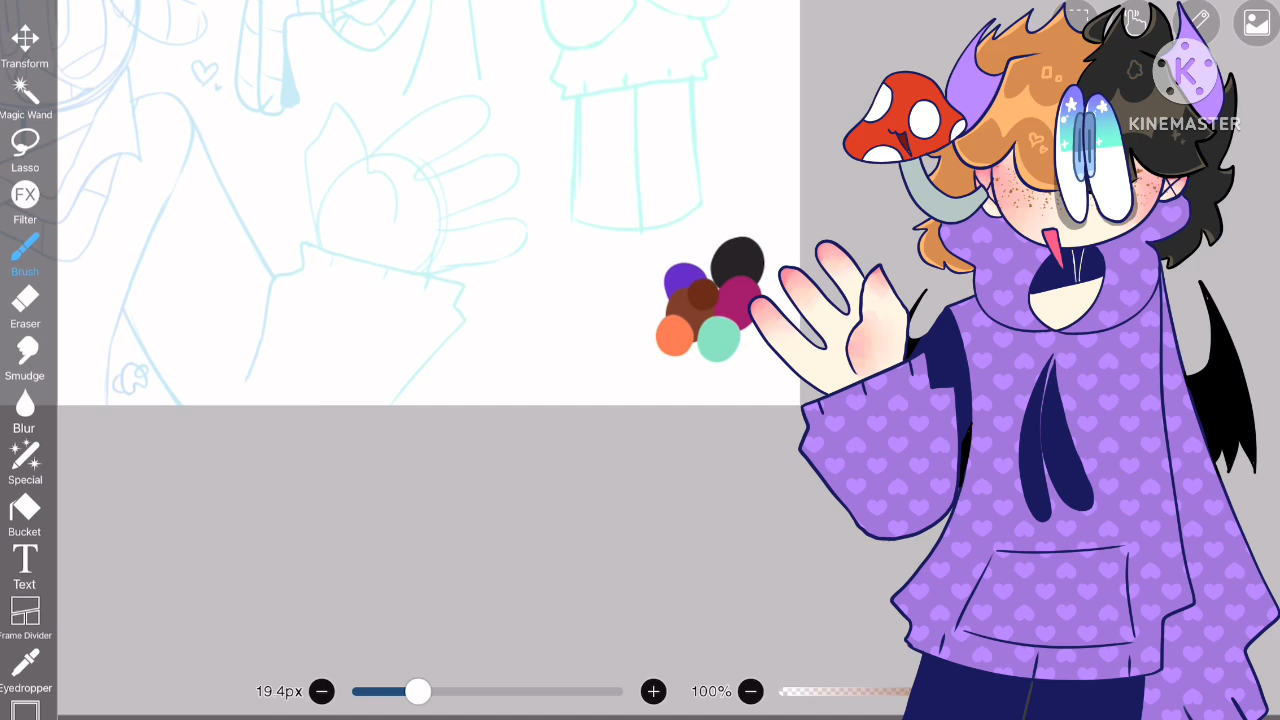 Transform
Magic Wand
Lasso
FX
Filter
Brush
Eraser
Smudge
Blur
Special
Bucket
T
Text
Frame Divider
Eyedropper
19.4px
100%
K
KINEMASTER